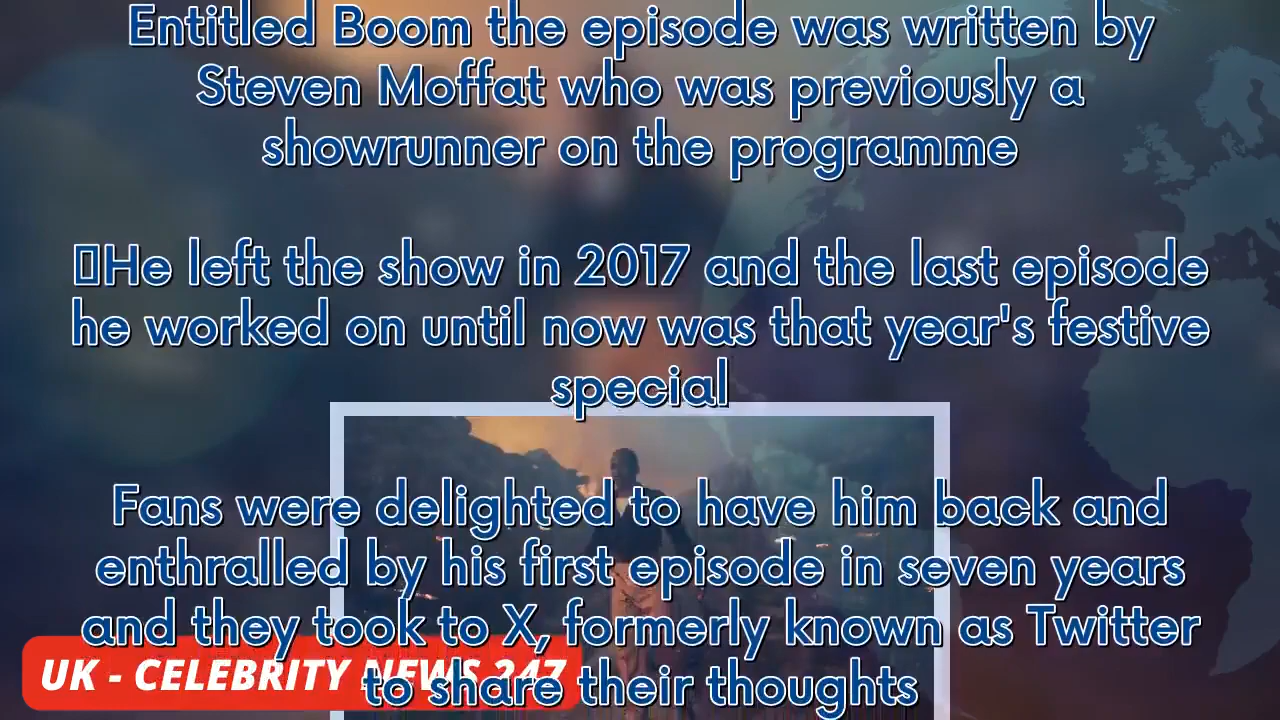 Entitled Boom the episode was written by
Steven Moffat who was previously a
showrunner on the programme
He left the show in 2017 and the last episode
he worked on until now was that year's festive
special
Fans were delighted to have him back and
enthralled by his first episode in seven years
and they took to X, formerly known as Twitter
to share their thoughts
UK - CELEBRITY NEWS 247